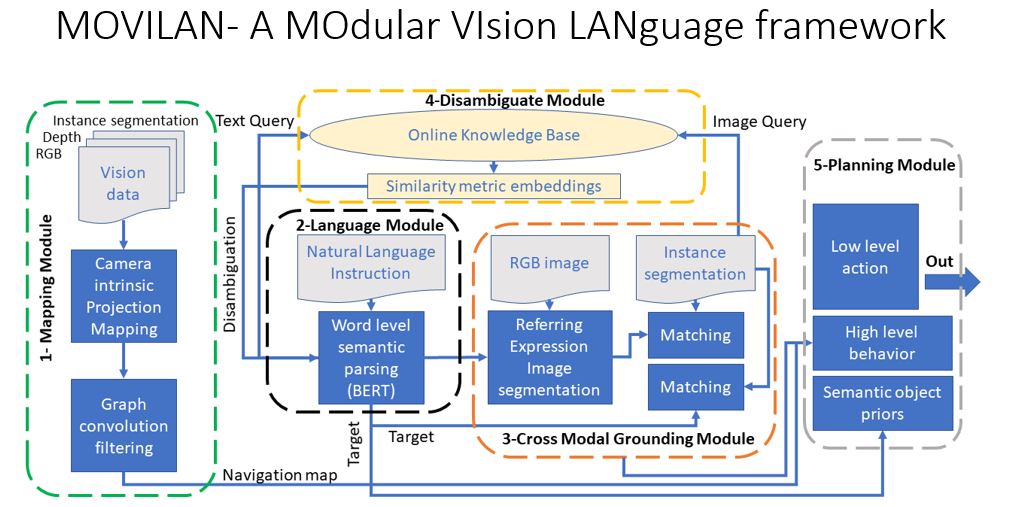 MOVILAN- A MOdular VIsion LANguage framework
4-Disambiguate Module
Text Query
Online Knowledge Base
Image Query
Similarity metric embeddings
Disambiguation
Instance segmentation
Depth
RGB
Vision
data
1- Mapping Module
Camera
intrinsic
Projection
Mapping
Graph
convolution
filtering
Navigation map
2-Language Module
Natural Language
Instruction
Word level
semantic
parsing
(BERT)
Target
Target
RGB image
Instance
segmentation
Referring
Expression
Image
segmentation
Matching
Matching
3-Cross Modal Grounding Module
5-Planning Module
Low level
action
Out
High level
behavior
Semantic object
priors